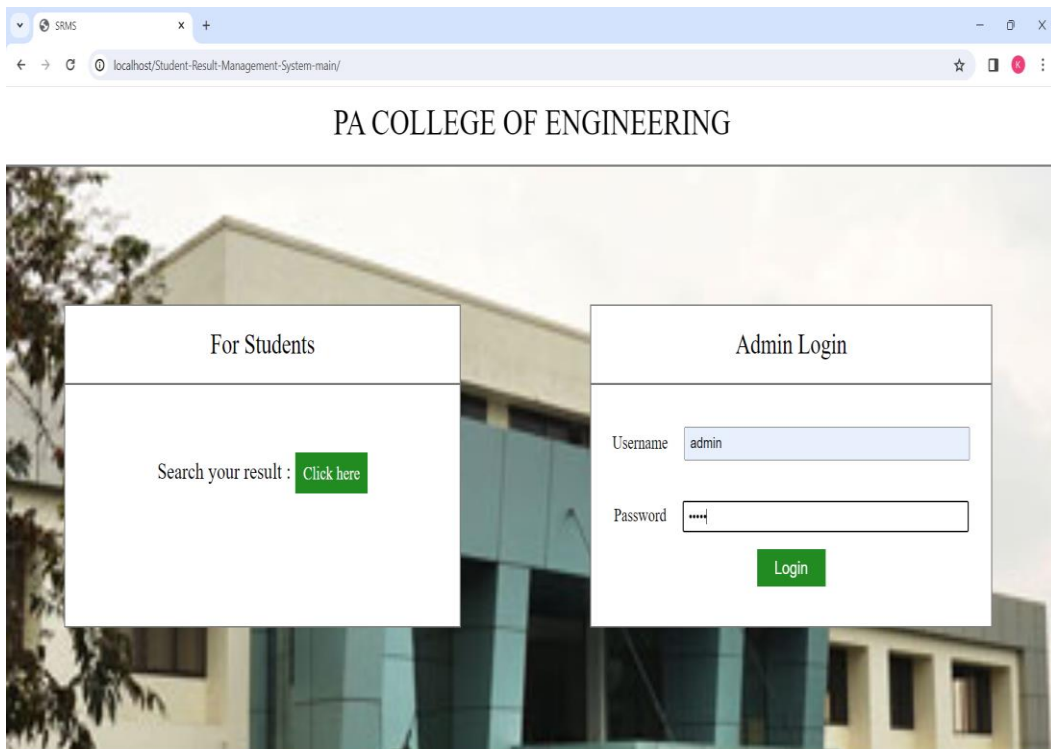 SRMS
localhost/Student-Result-Management-System-main/
K
PA COLLEGE OF ENGINEERING
For Students
Search your result : Click here
Admin Login
Username admin
Password •••••
Login